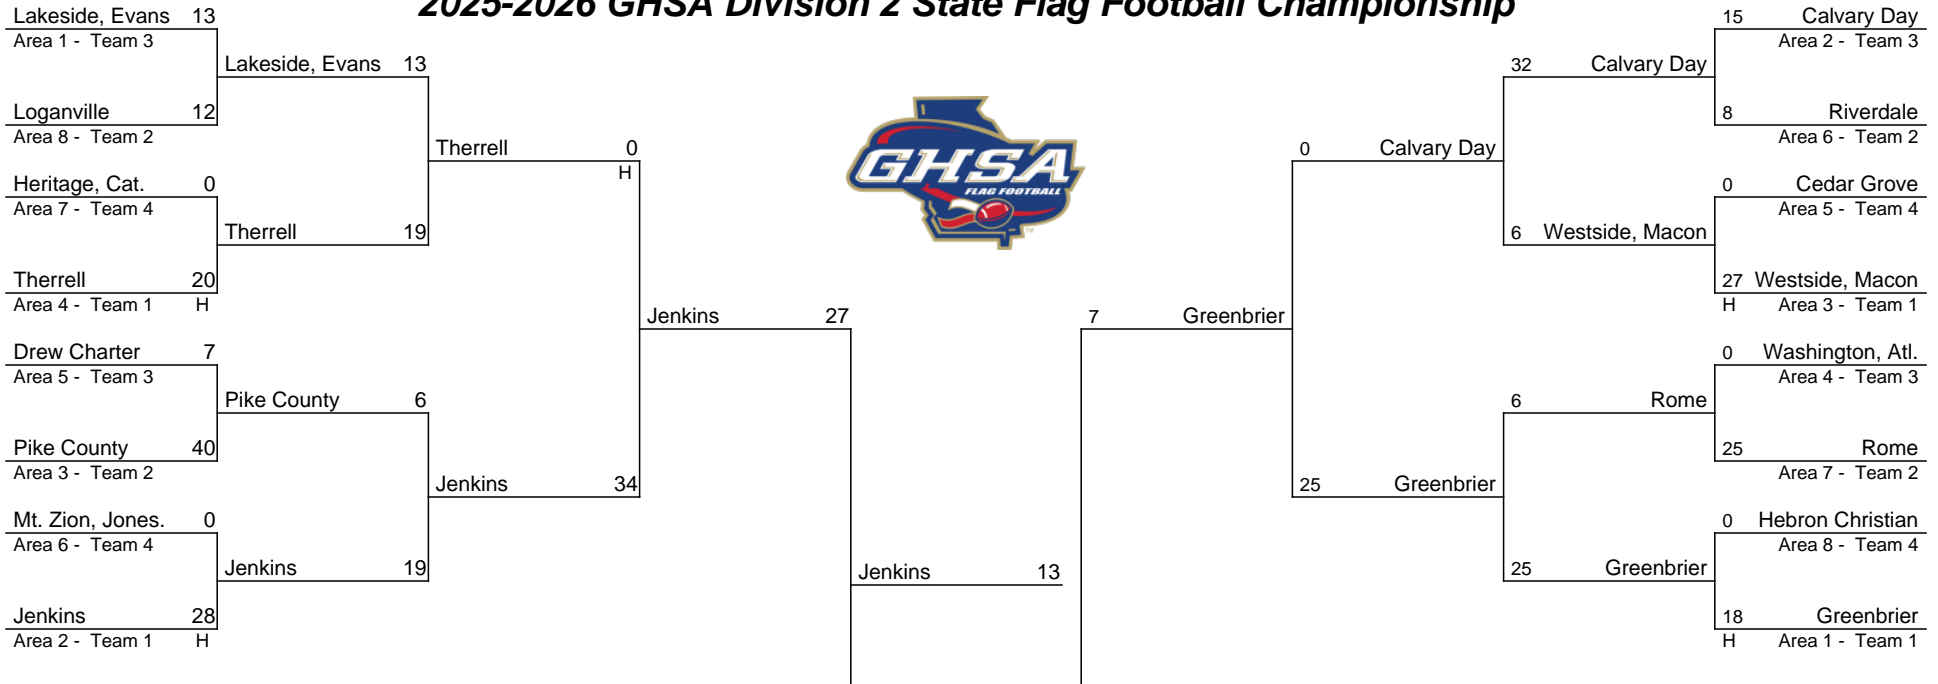 2025-2026 GHSA Division 2 State Flag Football Championship
Lakeside, Evans 13
Area 1 - Team 3
Lakeside, Evans 13
Loganville 12
Area 8 - Team 2
Therrell 0
H
Heritage, Cat. 0
Area 7 - Team 4
Therrell 19
Therrell 20
Area 4 - Team 1 H
Jenkins 27
Drew Charter 7
Area 5 - Team 3
Pike County 6
Pike County 40
Area 3 - Team 2
Jenkins 34
Mt. Zion, Jones. 0
Area 6 - Team 4
Jenkins 19
Jenkins 28
Area 2 - Team 1 H
Jenkins 13
GHSA
FLAG FOOTBALL
TM
15 Calvary Day
Area 2 - Team 3
32 Calvary Day
8 Riverdale
Area 6 - Team 2
0 Calvary Day
0 Cedar Grove
Area 5 - Team 4
6 Westside, Macon
27 Westside, Macon
H Area 3 - Team 1
7 Greenbrier
0 Washington, Atl.
Area 4 - Team 3
6 Rome
25 Rome
Area 7 - Team 2
25 Greenbrier
0 Hebron Christian
Area 8 - Team 4
25 Greenbrier
18 Greenbrier
H Area 1 - Team 1